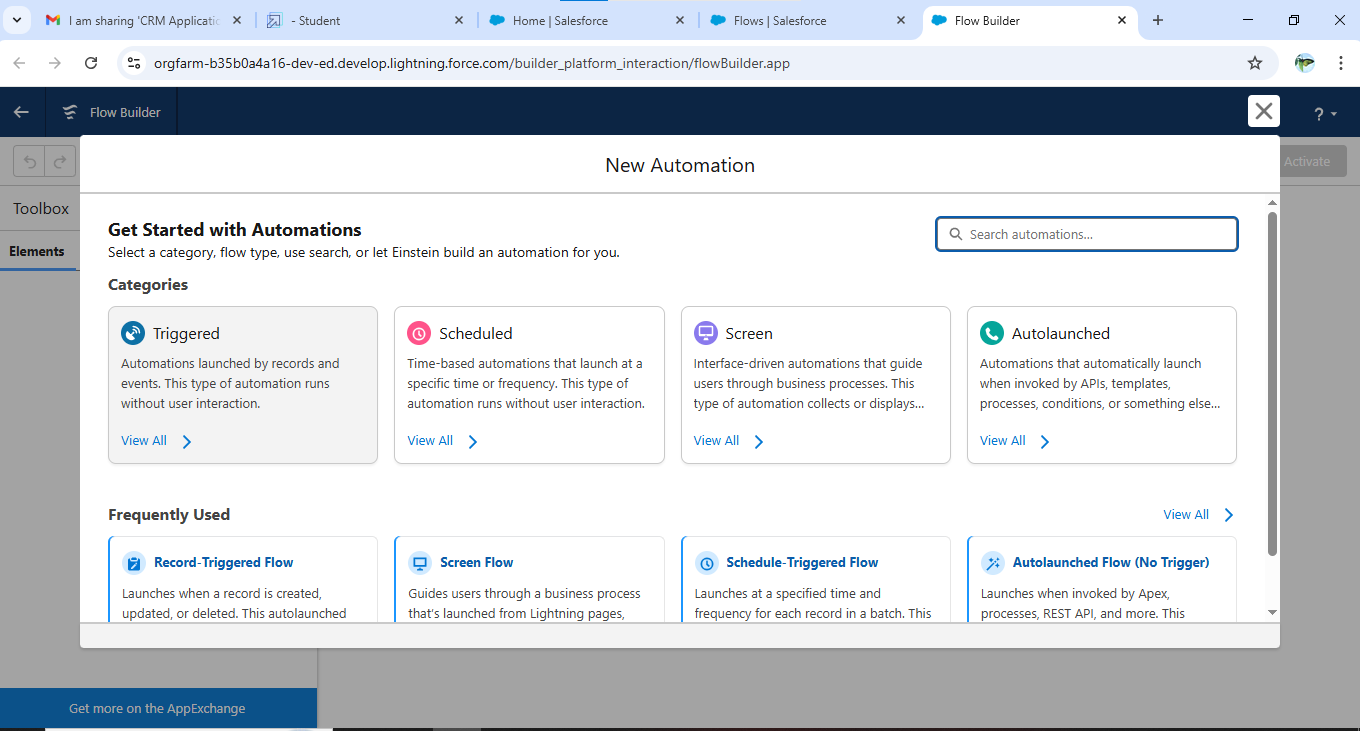 I am sharing 'CRM Applicatio
- Student
Home | Salesforce
Flows | Salesforce
Flow Builder
orgfarm-b35b0a4a16-dev-ed.develop.lightning.force.com/builder_platform_interaction/flowBuilder.app
Flow Builder
?
Activate
Toolbox
Elements
New Automation
Get Started with Automations
Select a category, flow type, use search, or let Einstein build an automation for you.
Search automations...
Categories
Triggered
Automations launched by records and
events. This type of automation runs
without user interaction.
View All
Scheduled
Time-based automations that launch at a
specific time or frequency. This type of
automation runs without user interaction.
View All
Screen
Interface-driven automations that guide
users through business processes. This
type of automation collects or displays...
View All
Autolaunched
Automations that automatically launch
when invoked by APIs, templates,
processes, conditions, or something else...
View All
Frequently Used
View All
Record-Triggered Flow
Launches when a record is created,
updated, or deleted. This autolaunched
Screen Flow
Guides users through a business process
that's launched from Lightning pages,
Schedule-Triggered Flow
Launches at a specified time and
frequency for each record in a batch. This
Autolaunched Flow (No Trigger)
Launches when invoked by Apex,
processes, REST API, and more. This
Get more on the AppExchange